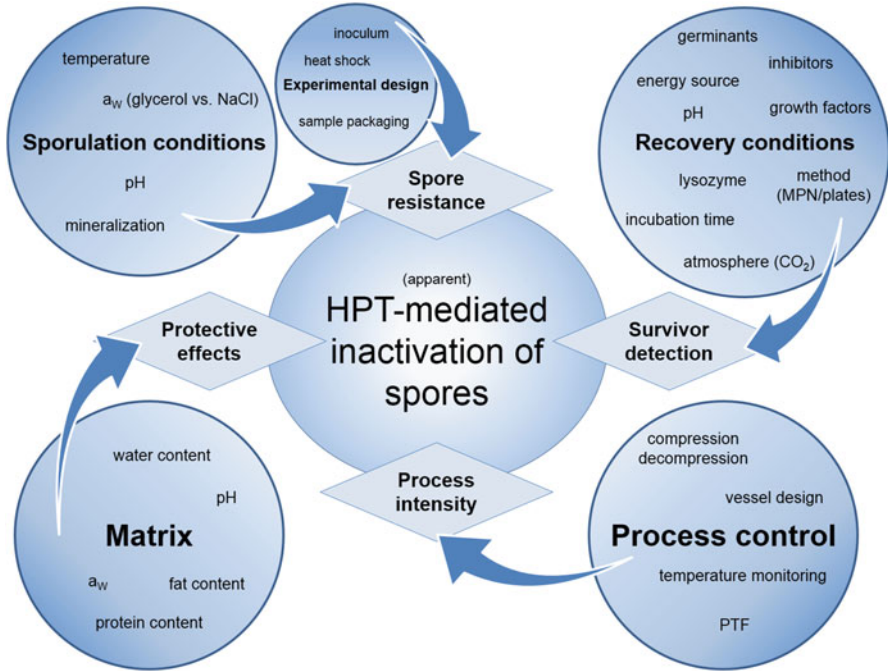 temperature
a_W (glycerol vs. NaCl)
Sporulation conditions
pH
mineralization
inoculum
heat shock
Experimental design
sample packaging
germinants
inhibitors
energy source
pH
growth factors
Recovery conditions
lysozyme
method
(MPN/plates)
incubation time
atmosphere (CO₂)
Spore
resistance
(apparent)
HPT-mediated
inactivation of
spores
Protective
effects
Survivor
detection
Process
intensity
water content
pH
Matrix
a_W
fat content
protein content
compression
decompression
vessel design
Process control
temperature monitoring
PTF